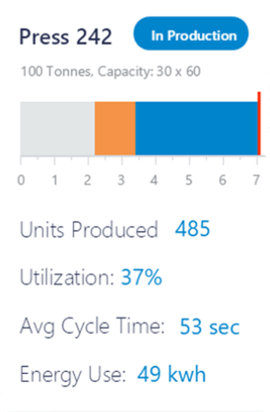 Press 242 In Production
100 Tonnes, Capacity: 30 x 60
0 1 2 3 4 5 6 7
Units Produced 485
Utilization: 37%
Avg Cycle Time: 53 sec
Energy Use: 49 kwh